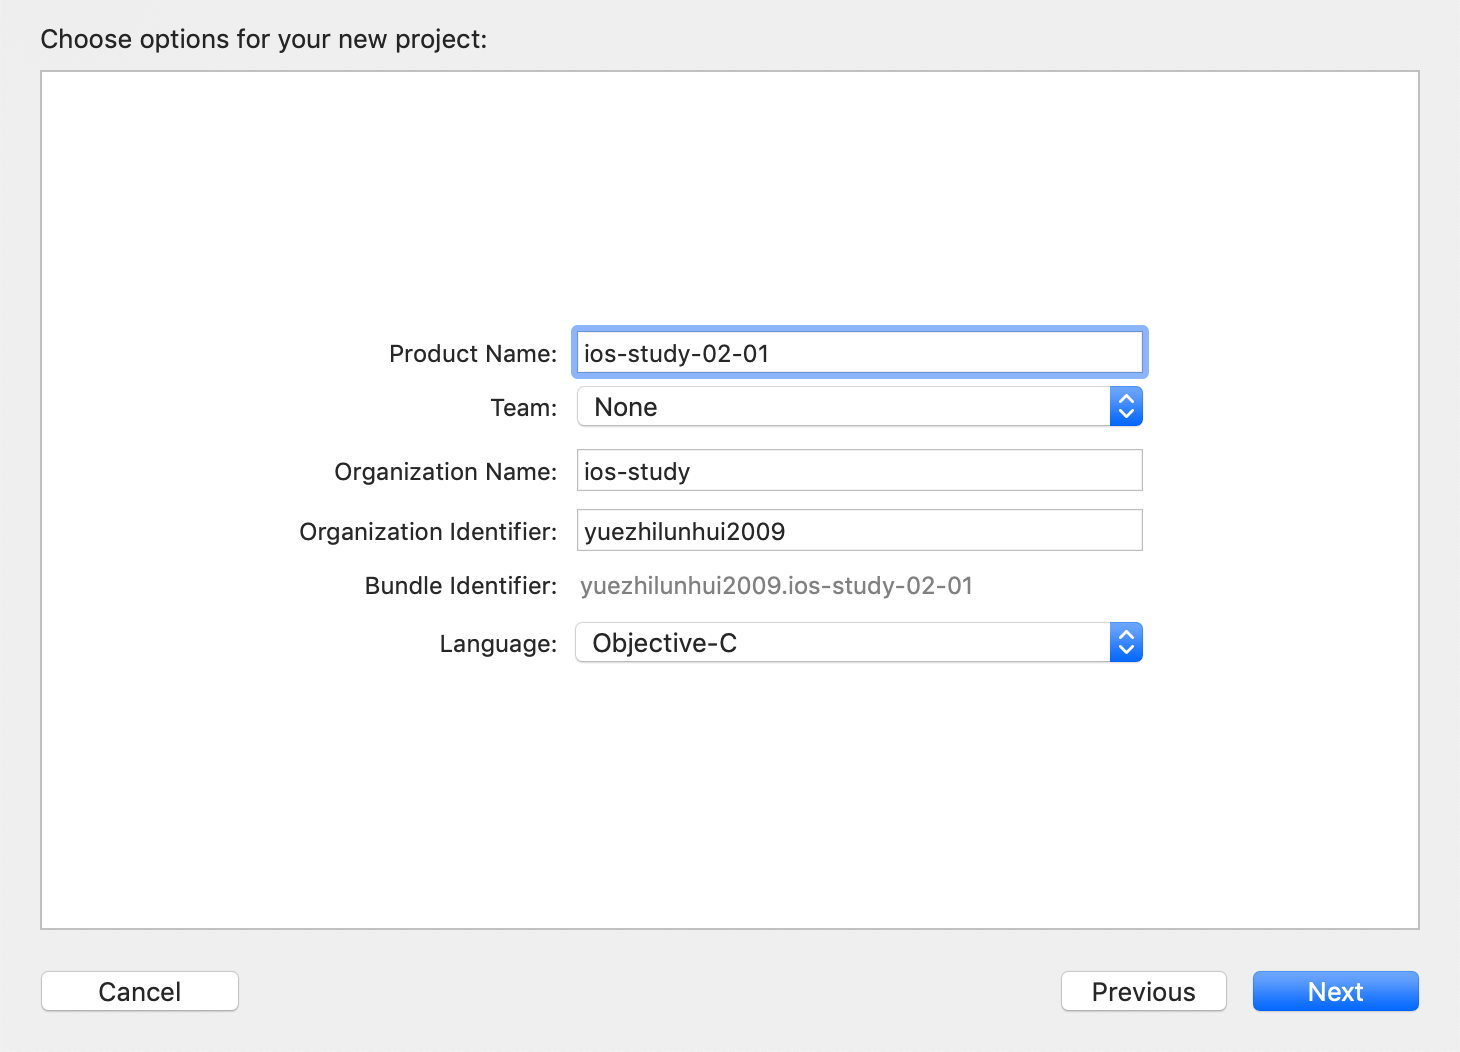 Choose options for your new project:
Product Name: ios-study-02-01
Team: None
Organization Name: ios-study
Organization Identifier: yuezhilunhui2009
Bundle Identifier: yuezhilunhui2009.ios-study-02-01
Language: Objective-C
Cancel Previous Next